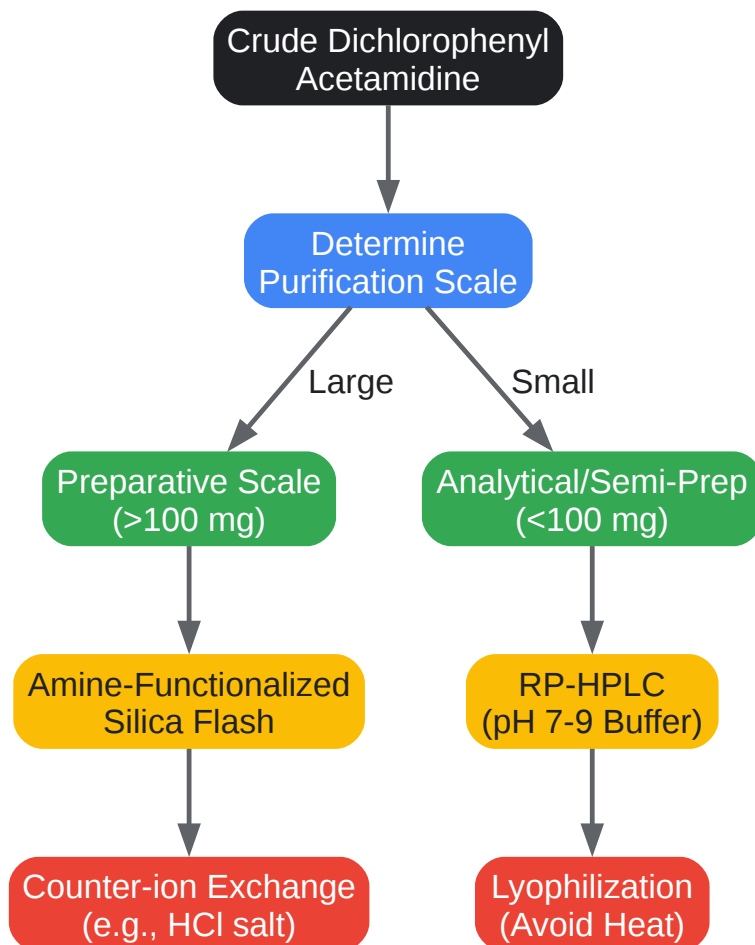 Crude Dichlorophenyl
Acetamidine
Determine
Purification Scale
Large
Small
Preparative Scale
(>100 mg)
Analytical/Semi-Prep
(<100 mg)
Amine-Functionalized
Silica Flash
RP-HPLC
(pH 7-9 Buffer)
Counter-ion Exchange
(e.g., HCl salt)
Lyophilization
(Avoid Heat)